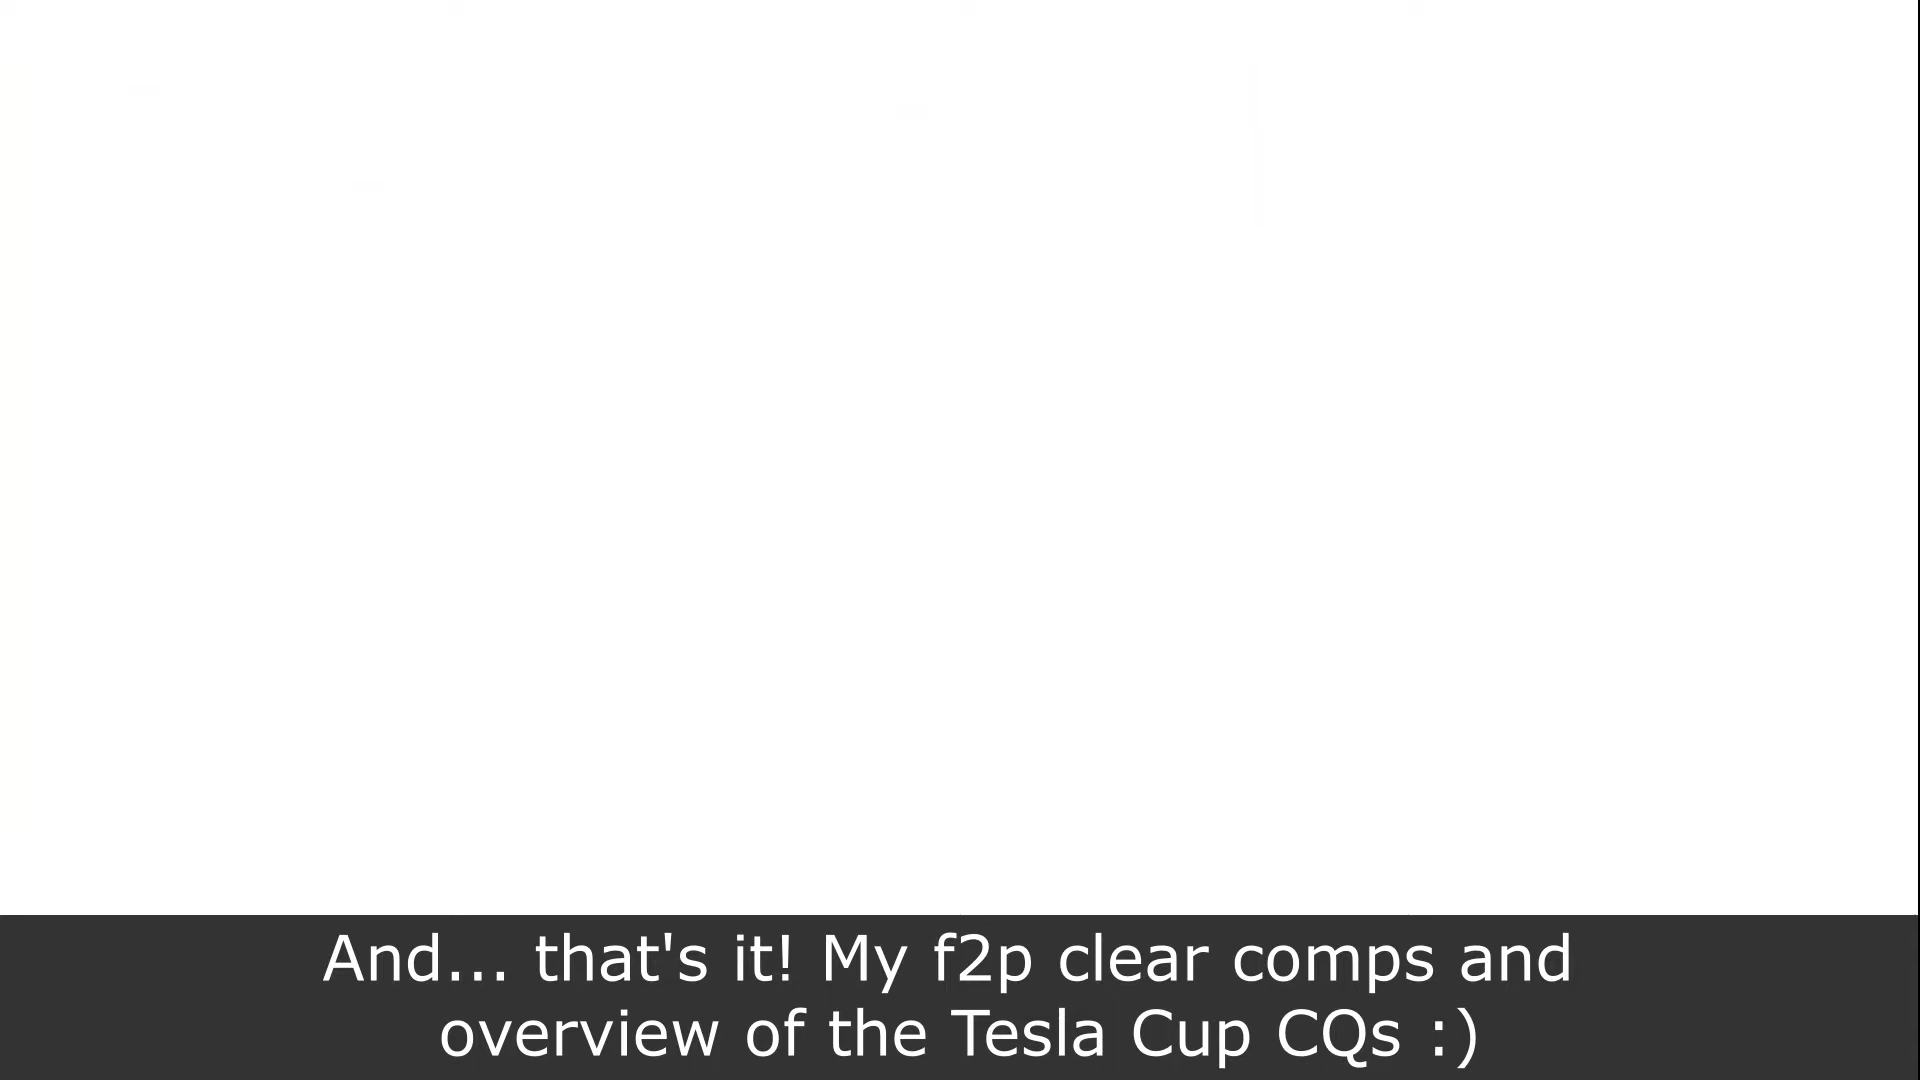 And... that's it! My f2p clear comps and
overview of the Tesla Cup CQs :)